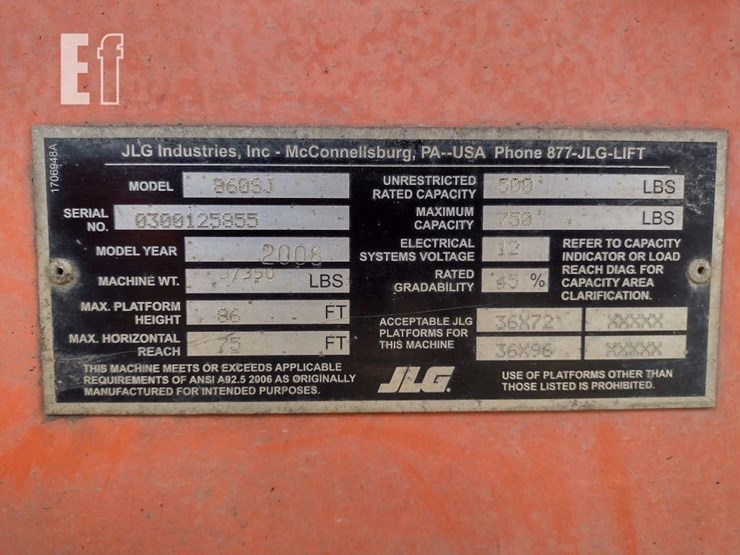 Ef
1706948A
JLG Industries, Inc - McConnellsburg, PA--USA Phone 877-JLG-LIFT
MODEL 860SJ
SERIAL NO. 0300125855
MODEL YEAR 2008
MACHINE WT. 37350 LBS
MAX. PLATFORM HEIGHT 86 FT
MAX. HORIZONTAL REACH 75 FT
THIS MACHINE MEETS OR EXCEEDS APPLICABLE
REQUIREMENTS OF ANSI A92.5 2006 AS ORIGINALLY
MANUFACTURED FOR INTENDED PURPOSES.
UNRESTRICTED RATED CAPACITY 500 LBS
MAXIMUM CAPACITY 750 LBS
ELECTRICAL SYSTEMS VOLTAGE 12
RATED GRADABILITY 45 %
REFER TO CAPACITY
INDICATOR OR LOAD
REACH DIAG. FOR
CAPACITY AREA
CLARIFICATION.
ACCEPTABLE JLG
PLATFORMS FOR
THIS MACHINE
36X72 XXXXX
36X96 XXXXX
JLG
USE OF PLATFORMS OTHER THAN
THOSE LISTED IS PROHIBITED.